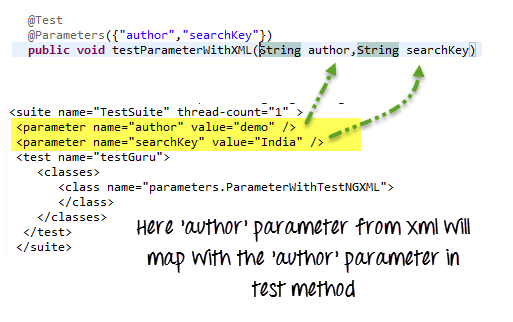 @Test
@Parameters({"author","searchKey"})
public void testParameterWithXML(String author,String searchKey)
<suite name="TestSuite" thread-count="1" >
<parameter name="author" value="demo" />
<parameter name="searchKey" value="India" />
<test name="testGuru">
<classes>
<class name="parameters.ParameterWithTestNGXML">
</class>
</classes>
</test>
</suite>
Here 'author' parameter from xml will
map with the 'author' parameter in
test method